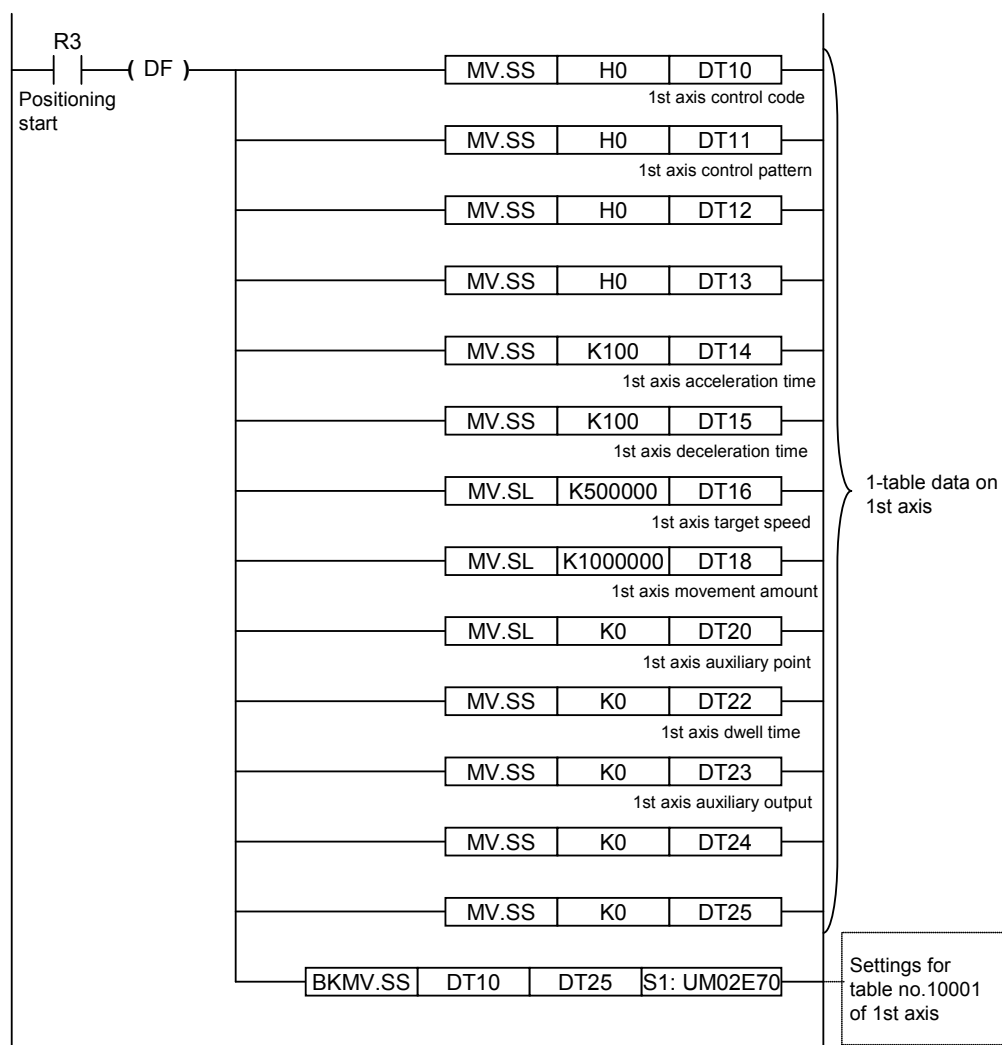 R3
( DF )
Positioning
start
MV.SS H0 DT10
1st axis control code
MV.SS H0 DT11
1st axis control pattern
MV.SS H0 DT12
MV.SS H0 DT13
MV.SS K100 DT14
1st axis acceleration time
MV.SS K100 DT15
1st axis deceleration time
MV.SL K500000 DT16
1st axis target speed
MV.SL K1000000 DT18
1st axis movement amount
MV.SL K0 DT20
1st axis auxiliary point
MV.SS K0 DT22
1st axis dwell time
MV.SS K0 DT23
1st axis auxiliary output
MV.SS K0 DT24
MV.SS K0 DT25
1-table data on
1st axis
BKMV.SS DT10 DT25 S1: UM02E70
Settings for
table no.10001
of 1st axis